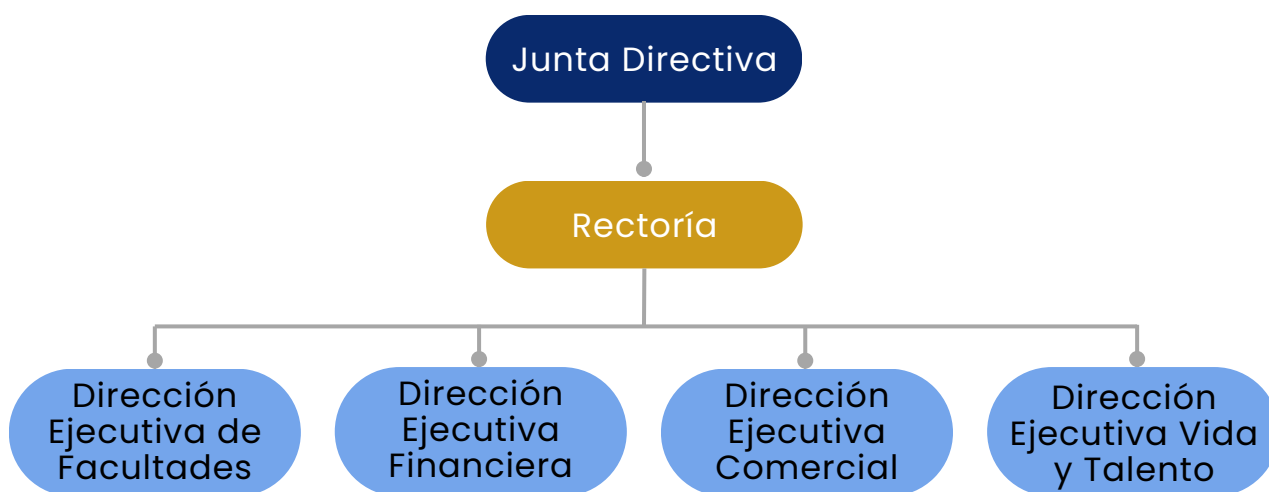 Junta Directiva
Rectoría
Dirección
Ejecutiva de
Facultades
Dirección
Ejecutiva
Financiera
Dirección
Ejecutiva
Comercial
Dirección
Ejecutiva Vida
y Talento